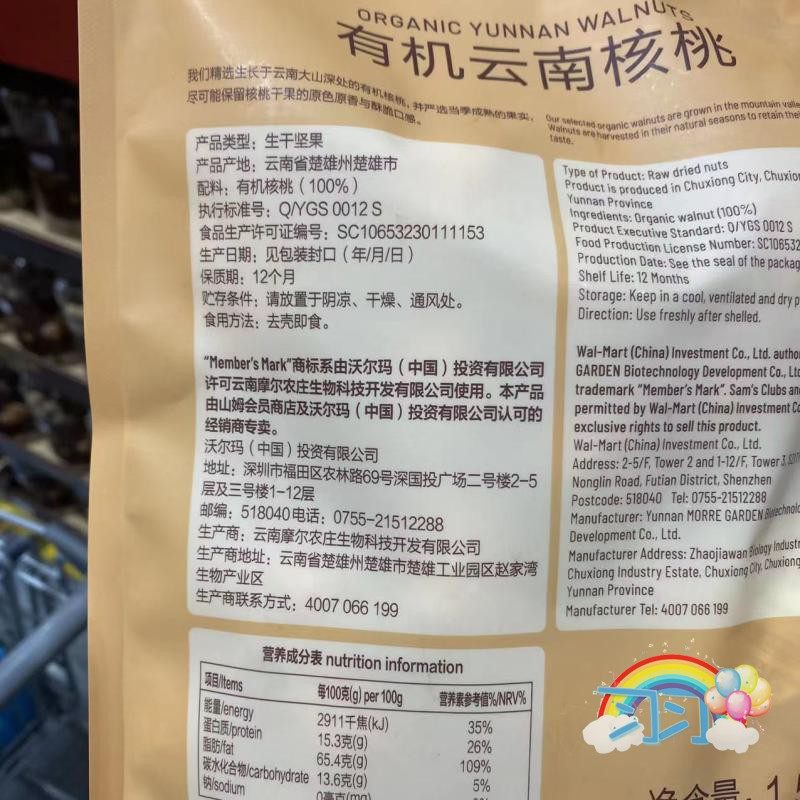 ORGANIC YUNNAN WALNUTS
有机云南核桃
我们精选生长于云南大山深处的有机核桃，并严选当季成熟的果实，
尽可能保留核桃干果的原色原香与酥脆口感。
Our selected organic walnuts are grown in the mountain
Walnuts are harvested in their natural seasons to retain
taste.
产品类型：生干坚果
产品产地：云南省楚雄州楚雄市
配料：有机核桃（100%）
执行标准号：Q/YGS 0012 S
食品生产许可证编号：SC10653230111153
生产日期：见包装封口（年/月/日）
保质期：12个月
贮存条件：请放置于阴凉、干燥、通风处。
食用方法：去壳即食。
“Member's Mark”商标系由沃尔玛（中国）投资有限公司
许可云南摩尔农庄生物科技开发有限公司使用。本产品
由山姆会员商店及沃尔玛（中国）投资有限公司认可的
经销商专卖。
沃尔玛（中国）投资有限公司
地址：深圳市福田区农林路69号深国投广场二号楼2-5
层及三号楼1-12层
邮编：518040电话：0755-21512288
生产商：云南摩尔农庄生物科技开发有限公司
生产商地址：云南省楚雄州楚雄市楚雄工业园区赵家湾
生物产业区
生产商联系方式：4007 066 199
Type of Product: Raw dried nuts
Product is produced in Chuxiong City,
Yunnan Province
Ingredients: Organic walnut (100%)
Product Executive Standard: Q/YGS 0012 S
Food Production License Number: SC10653
Production Date: See the seal of the
Shelf Life: 12 Months
Storage: Keep in a cool, ventilated and dry
Direction: Use freshly after shelled.
Wal-Mart (China) Investment Co., Ltd.
GARDEN Biotechnology Development Co.,
trademark "Member's Mark". Sam's Clubs
permitted by Wal-Mart (China) Investment
exclusive rights to sell this product.
Wal-Mart (China) Investment Co., Ltd.
Address: 2-5/F, Tower 2 and 1-12/F, Tower 3,
Nonglin Road, Futian District, Shenzhen
Postcode: 518040 Tel: 0755-21512288
Manufacturer: Yunnan MORRE GARDEN
Development Co., Ltd.
Manufacturer Address: Zhaojiawan Biology
Chuxiong Industry Estate, Chuxiong City,
Yunnan Province
Manufacturer Tel: 4007 066 199
营养成分表 nutrition information
项目/Items 每100克(g) per 100g 营养素参考值%/NRV%
能量/energy 2911千焦(kJ) 35%
蛋白质/protein 15.3克(g) 26%
脂肪/fat 65.4克(g) 109%
碳水化合物/carbohydrate 13.6克(g) 5%
钠/sodium 0毫克(mg)
净含量：